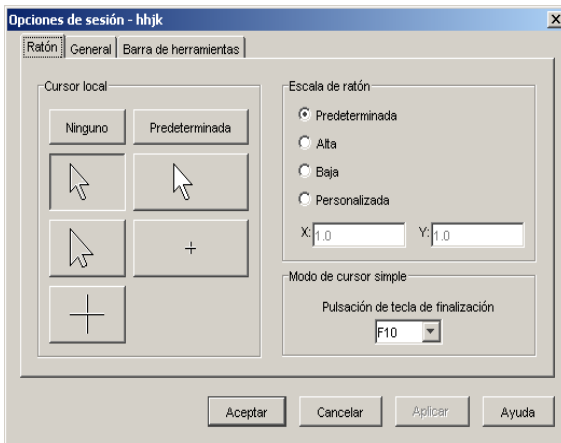 Opciones de sesión - hhjk
Ratón General Barra de herramientas
Cursor local
Ninguno Predeterminada
Escala de ratón
Predeterminada
Alta
Baja
Personalizada
X: 1.0 Y: 1.0
Modo de cursor simple
Pulsación de tecla de finalización
F10
Aceptar Cancelar Aplicar Ayuda